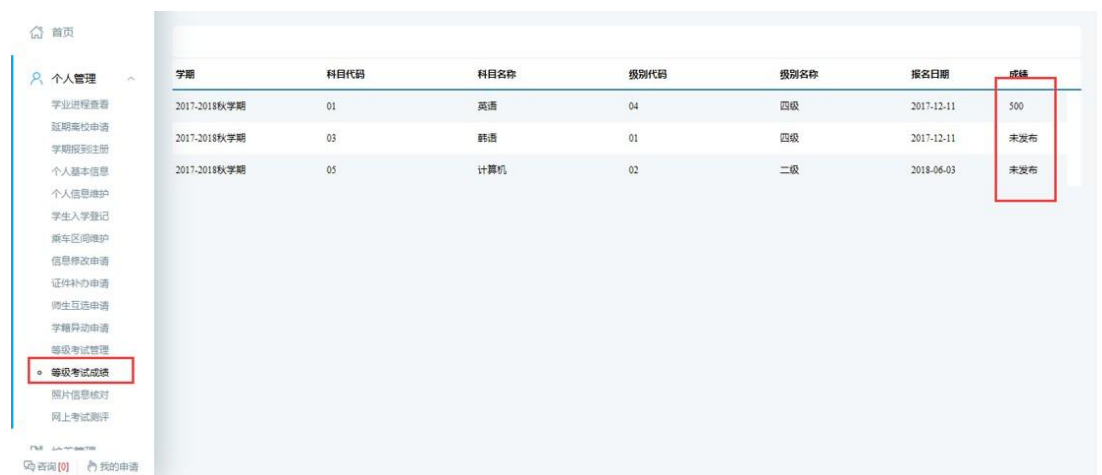 首页
个人管理
学业进程查看
延期离校申请
学期报到注册
个人基本信息
个人信息维护
学生入学登记
乘车区间维护
信息修改申请
证件补办申请
师生互选申请
学籍异动申请
等级考试管理
等级考试成绩
照片信息核对
网上考试测评
咨询[0] 我的申请
学期 科目代码 科目名称 级别代码 级别名称 报名日期 成绩
2017-2018秋学期 01 英语 04 四级 2017-12-11 500
2017-2018秋学期 03 韩语 01 四级 2017-12-11 未发布
2017-2018秋学期 05 计算机 02 二级 2018-06-03 未发布